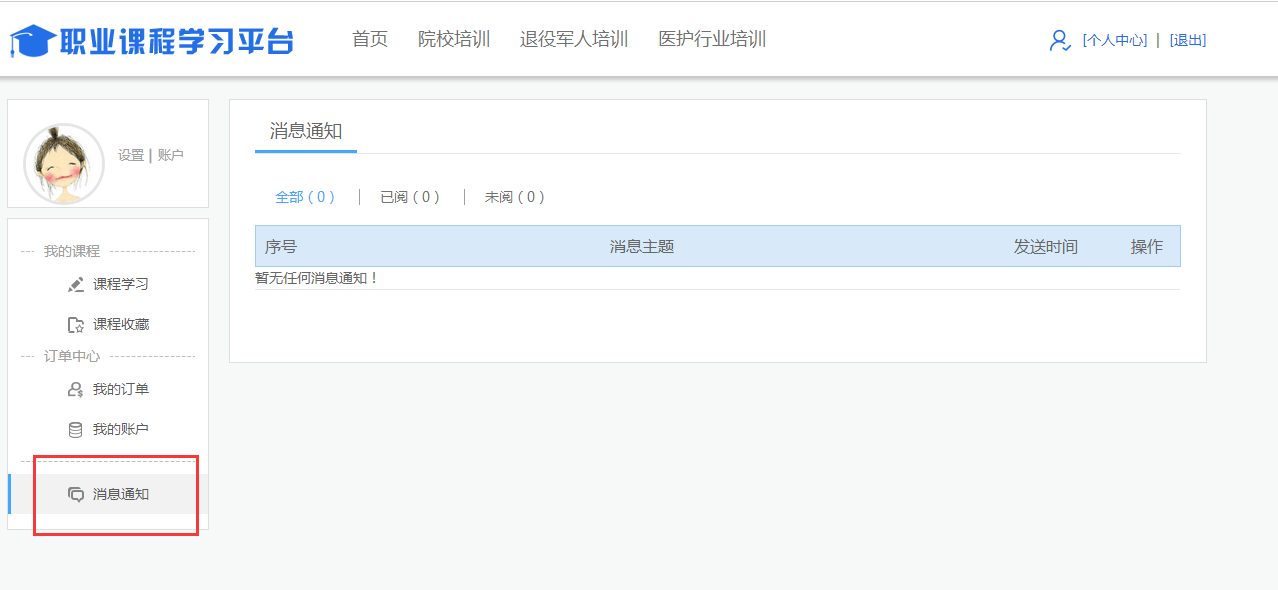 职业课程学习平台 首页 院校培训 退役军人培训 医护行业培训 [个人中心] | [退出]
设置 | 账户
我的课程
课程学习
课程收藏
订单中心
我的订单
我的账户
消息通知
消息通知
全部（0） | 已阅（0） | 未阅（0）
序号 消息主题 发送时间 操作
暂无任何消息通知！